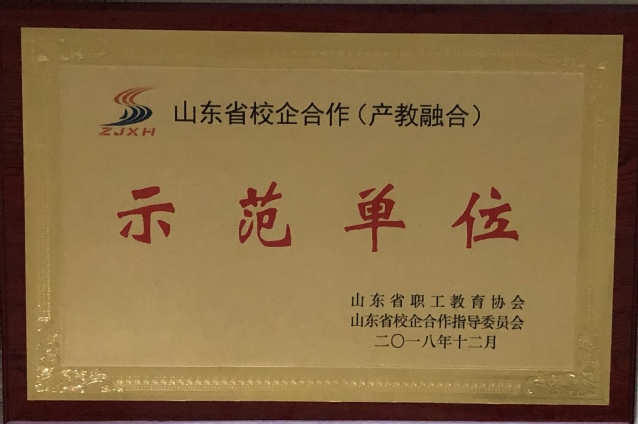 ZJXH
山东省校企合作（产教融合）
示范单位
山东省职工教育协会
山东省校企合作指导委员会
二〇一八年十二月